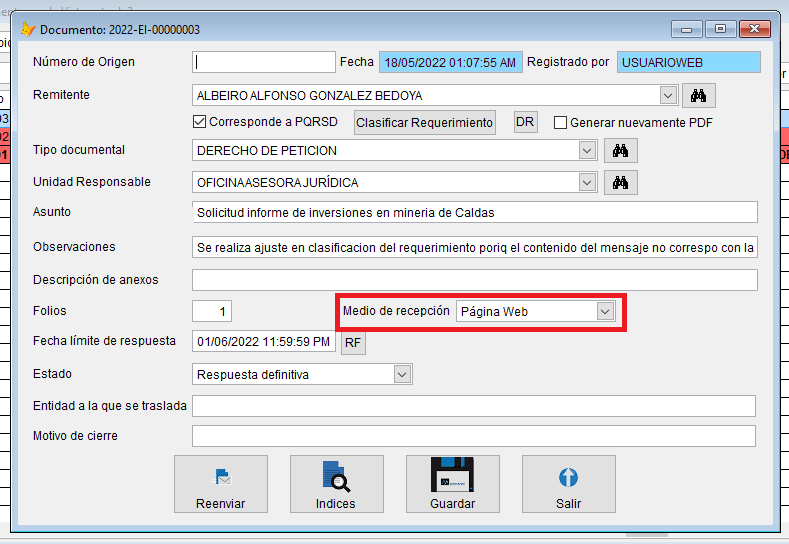 Documento: 2022-EI-00000003
Número de Origen
Fecha 18/05/2022 01:07:55 AM Registrado por USUARIOWEB
Remitente ALBEIRO ALFONSO GONZALEZ BEDOYA
Corresponde a PQRSD Clasificar Requerimiento DR Generar nuevamente PDF
Tipo documental DERECHO DE PETICION
Unidad Responsable OFICINA ASESORA JURÍDICA
Asunto Solicitud informe de inversiones en mineria de Caldas
Observaciones Se realiza ajuste en clasificacion del requerimiento poriq el contenido del mensaje no correspo con la
Descripción de anexos
Folios 1 Medio de recepción Página Web
Fecha límite de respuesta 01/06/2022 11:59:59 PM RF
Estado Respuesta definitiva
Entidad a la que se traslada
Motivo de cierre
Reenviar Indices Guardar Salir